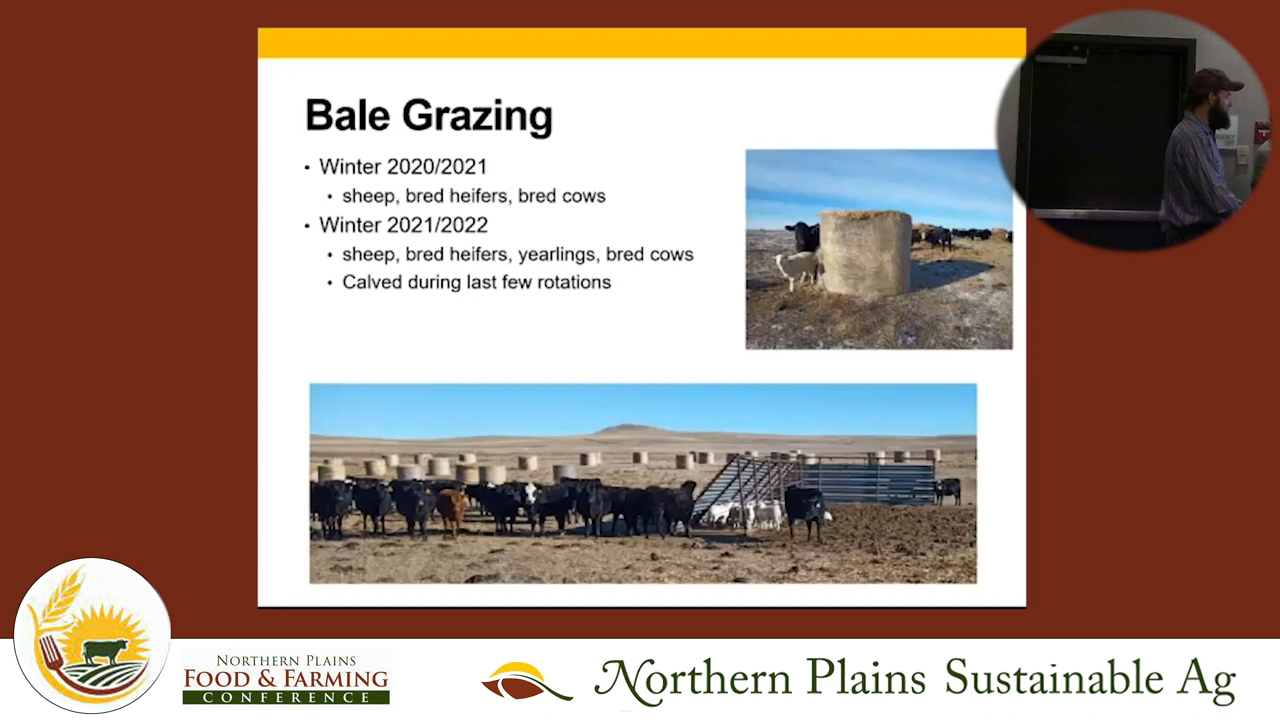 Bale Grazing
• Winter 2020/2021
• sheep, bred heifers, bred cows
• Winter 2021/2022
• sheep, bred heifers, yearlings, bred cows
• Calved during last few rotations
NORTHERN PLAINS
FOOD & FARMING
CONFERENCE
Northern Plains Sustainable Ag